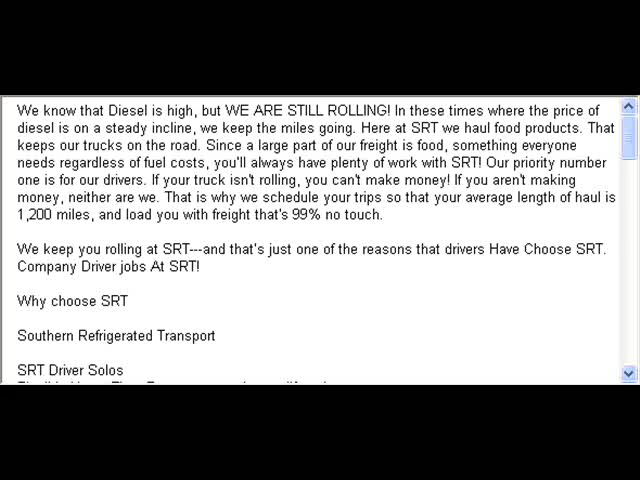 We know that Diesel is high, but WE ARE STILL ROLLING! In these times where the price of
diesel is on a steady incline, we keep the miles going. Here at SRT we haul food products. That
keeps our trucks on the road. Since a large part of our freight is food, something everyone
needs regardless of fuel costs, you'll always have plenty of work with SRT! Our priority number
one is for our drivers. If your truck isn't rolling, you can't make money! If you aren't making
money, neither are we. That is why we schedule your trips so that your average length of haul is
1,200 miles, and load you with freight that's 99% no touch.
We keep you rolling at SRT---and that's just one of the reasons that drivers Have Choose SRT.
Company Driver jobs At SRT!
Why choose SRT
Southern Refrigerated Transport
SRT Driver Solos